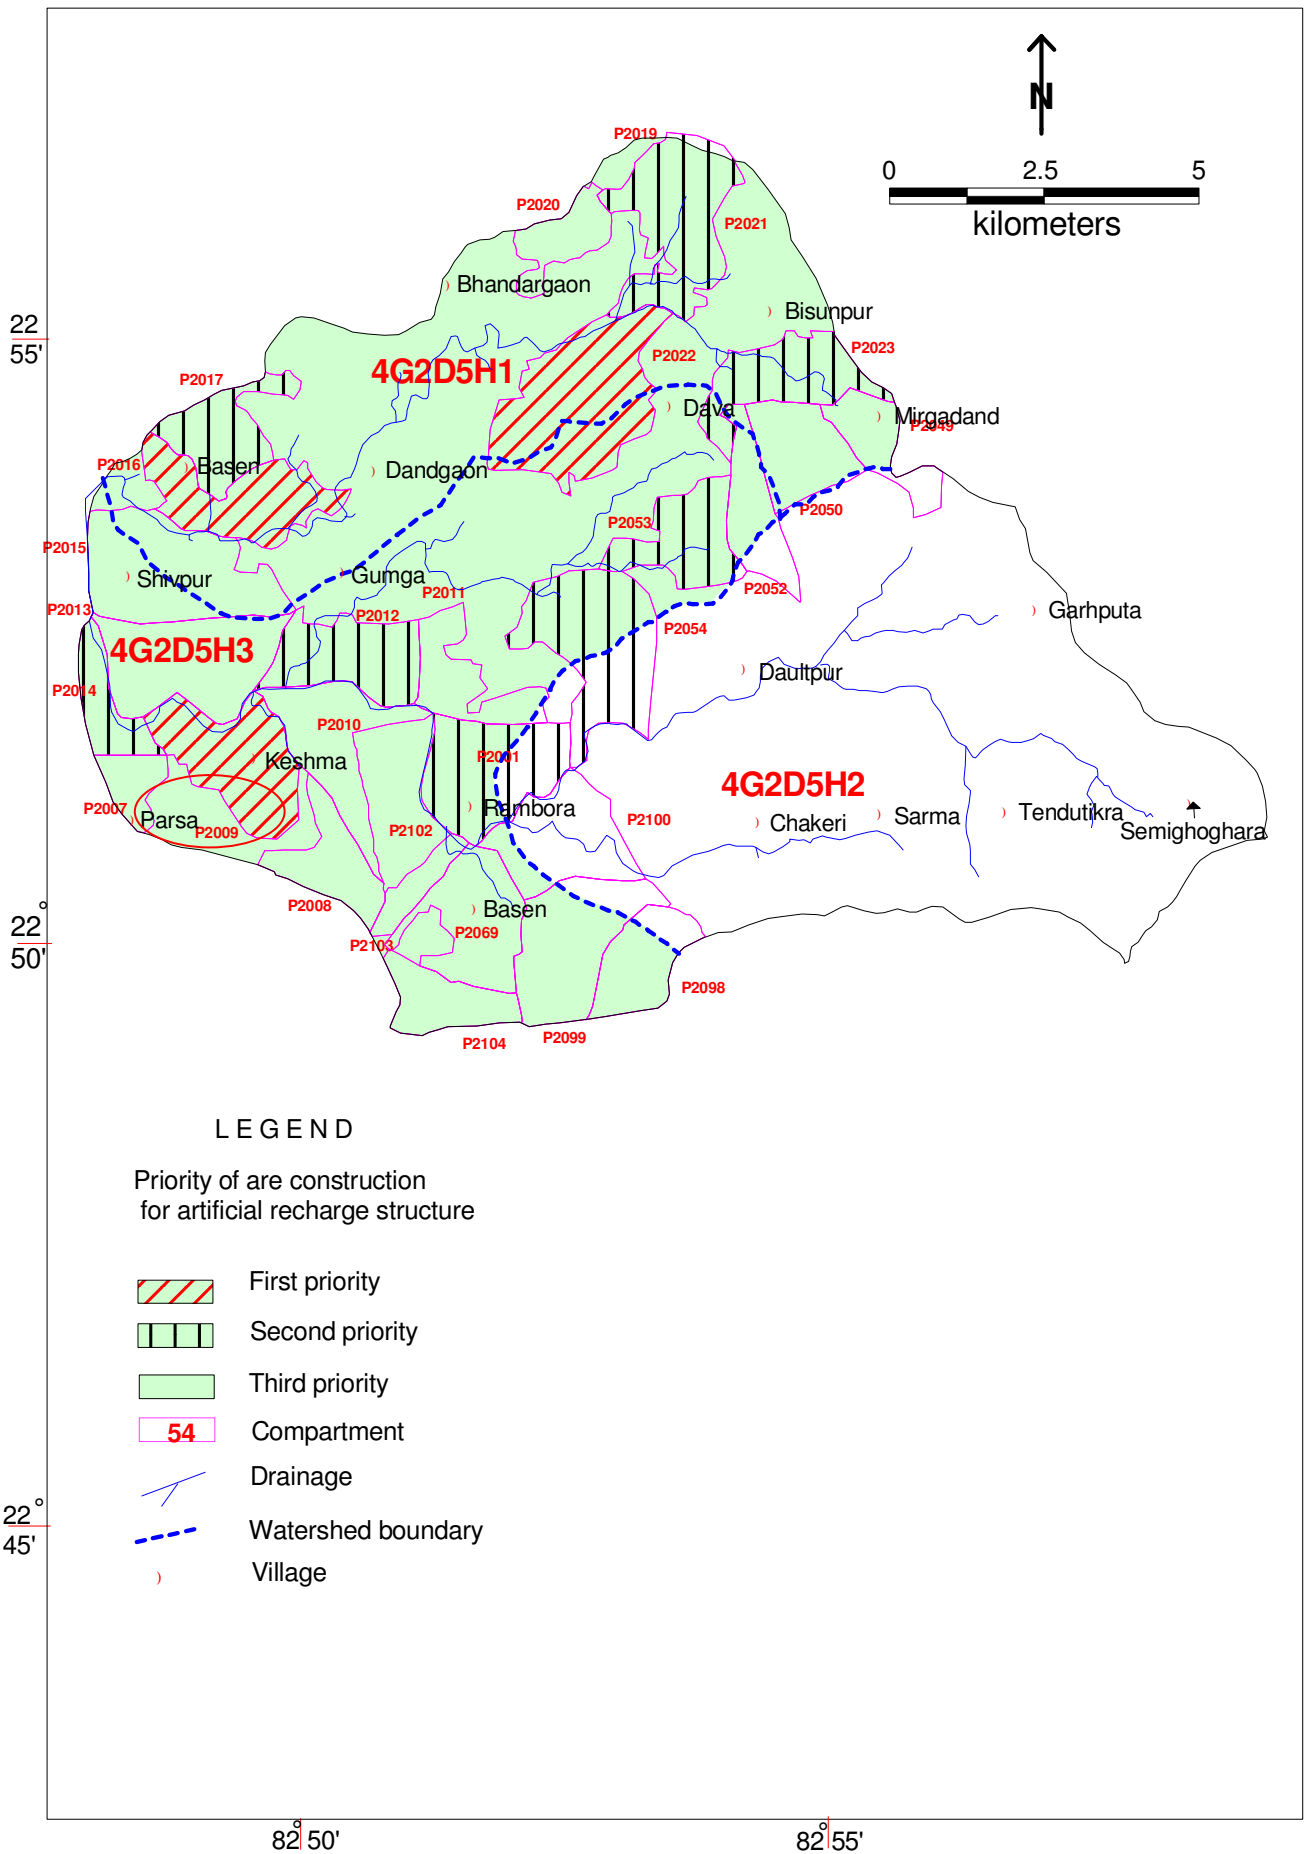 N
0 2.5 5
kilometers
P2019
P2020
P2021
Bhandargaon
Bisunpur
22
55'
P2022
P2023
4G2D5H1
P2017
Dava
Mirgadand
P2049
P2016
Basen
Dandgaon
P2050
P2053
P2015
Shivpur
Gumga
P2011
P2052
P2013
P2012
Garhputa
P2054
4G2D5H3
Daultpur
P2014
P2010
Keshma
P2001
4G2D5H2
P2007
Parsa
P2009
P2102
Rambora
P2100
Chakeri
Sarma
Tendutikra
Semighoghara
P2008
Basen
22°
50'
P2103
P2069
P2098
P2104
P2099
LEGEND
Priority of are construction
for artificial recharge structure
First priority
Second priority
Third priority
54 Compartment
Drainage
22°
45'
Watershed boundary
Village
82°50' 82°55'